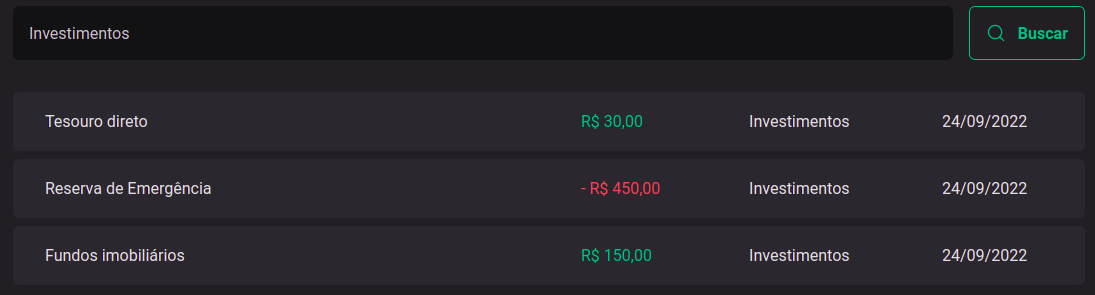 Investimentos
Buscar
Tesouro direto R$ 30,00 Investimentos 24/09/2022
Reserva de Emergência - R$ 450,00 Investimentos 24/09/2022
Fundos imobiliários R$ 150,00 Investimentos 24/09/2022